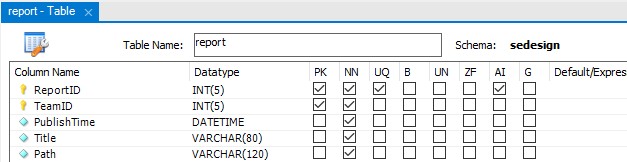 report - Table ×
Table Name: report Schema: sedesign
Column Name Datatype PK NN UQ B UN ZF AI G Default/Expres
ReportID INT(5)
TeamID INT(5)
PublishTime DATETIME
Title VARCHAR(80)
Path VARCHAR(120)